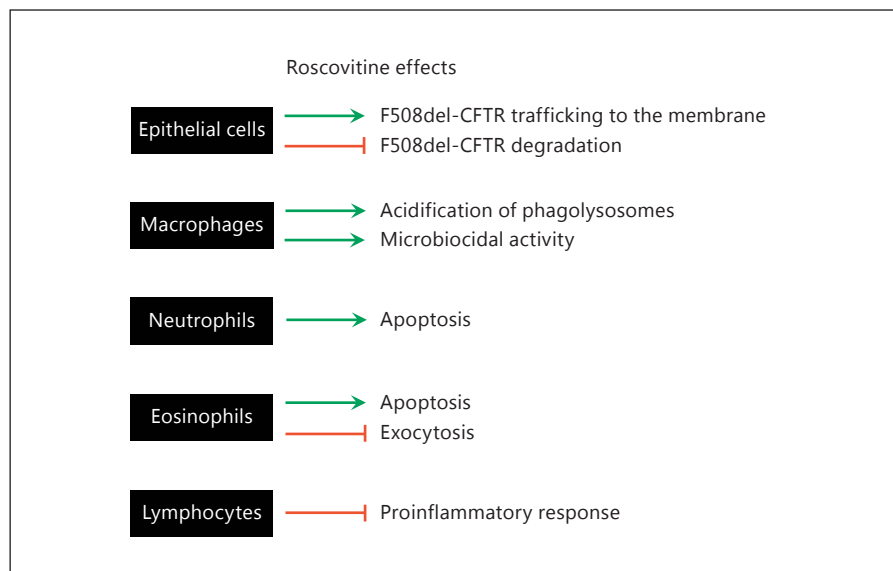 Roscovitine effects
Epithelial cells
F508del-CFTR trafficking to the membrane
F508del-CFTR degradation
Macrophages
Acidification of phagolysosomes
Microbiocidal activity
Neutrophils
Apoptosis
Eosinophils
Apoptosis
Exocytosis
Lymphocytes
Proinflammatory response